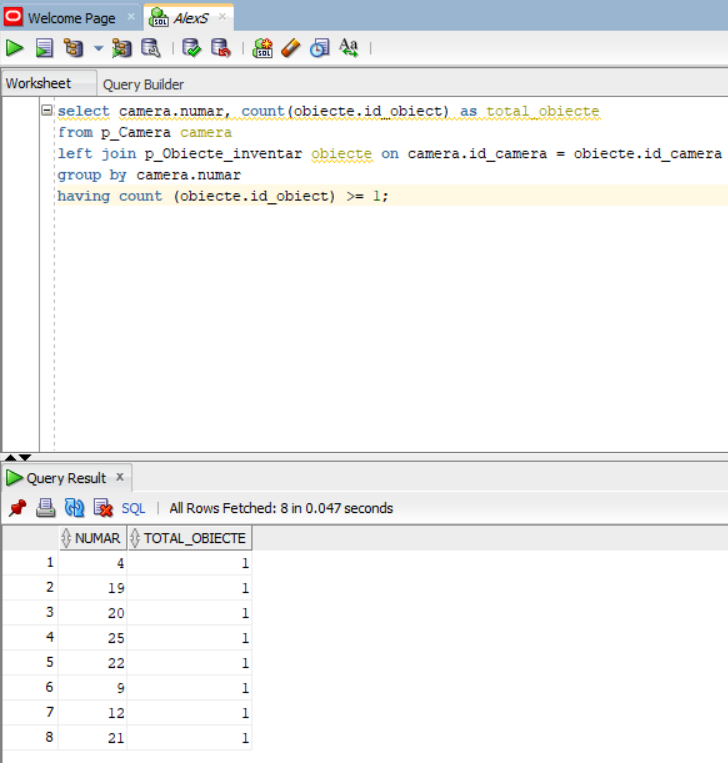 Welcome Page × AlexS ×
Worksheet Query Builder
select camera.numar, count(obiecte.id_obiect) as total_obiecte
from p_Camera camera
left join p_Obiecte_inventar obiecte on camera.id_camera = obiecte.id_camera
group by camera.numar
having count (obiecte.id_obiect) >= 1;
Query Result ×
SQL | All Rows Fetched: 8 in 0.047 seconds
NUMAR TOTAL_OBIECTE
1 4 1
2 19 1
3 20 1
4 25 1
5 22 1
6 9 1
7 12 1
8 21 1